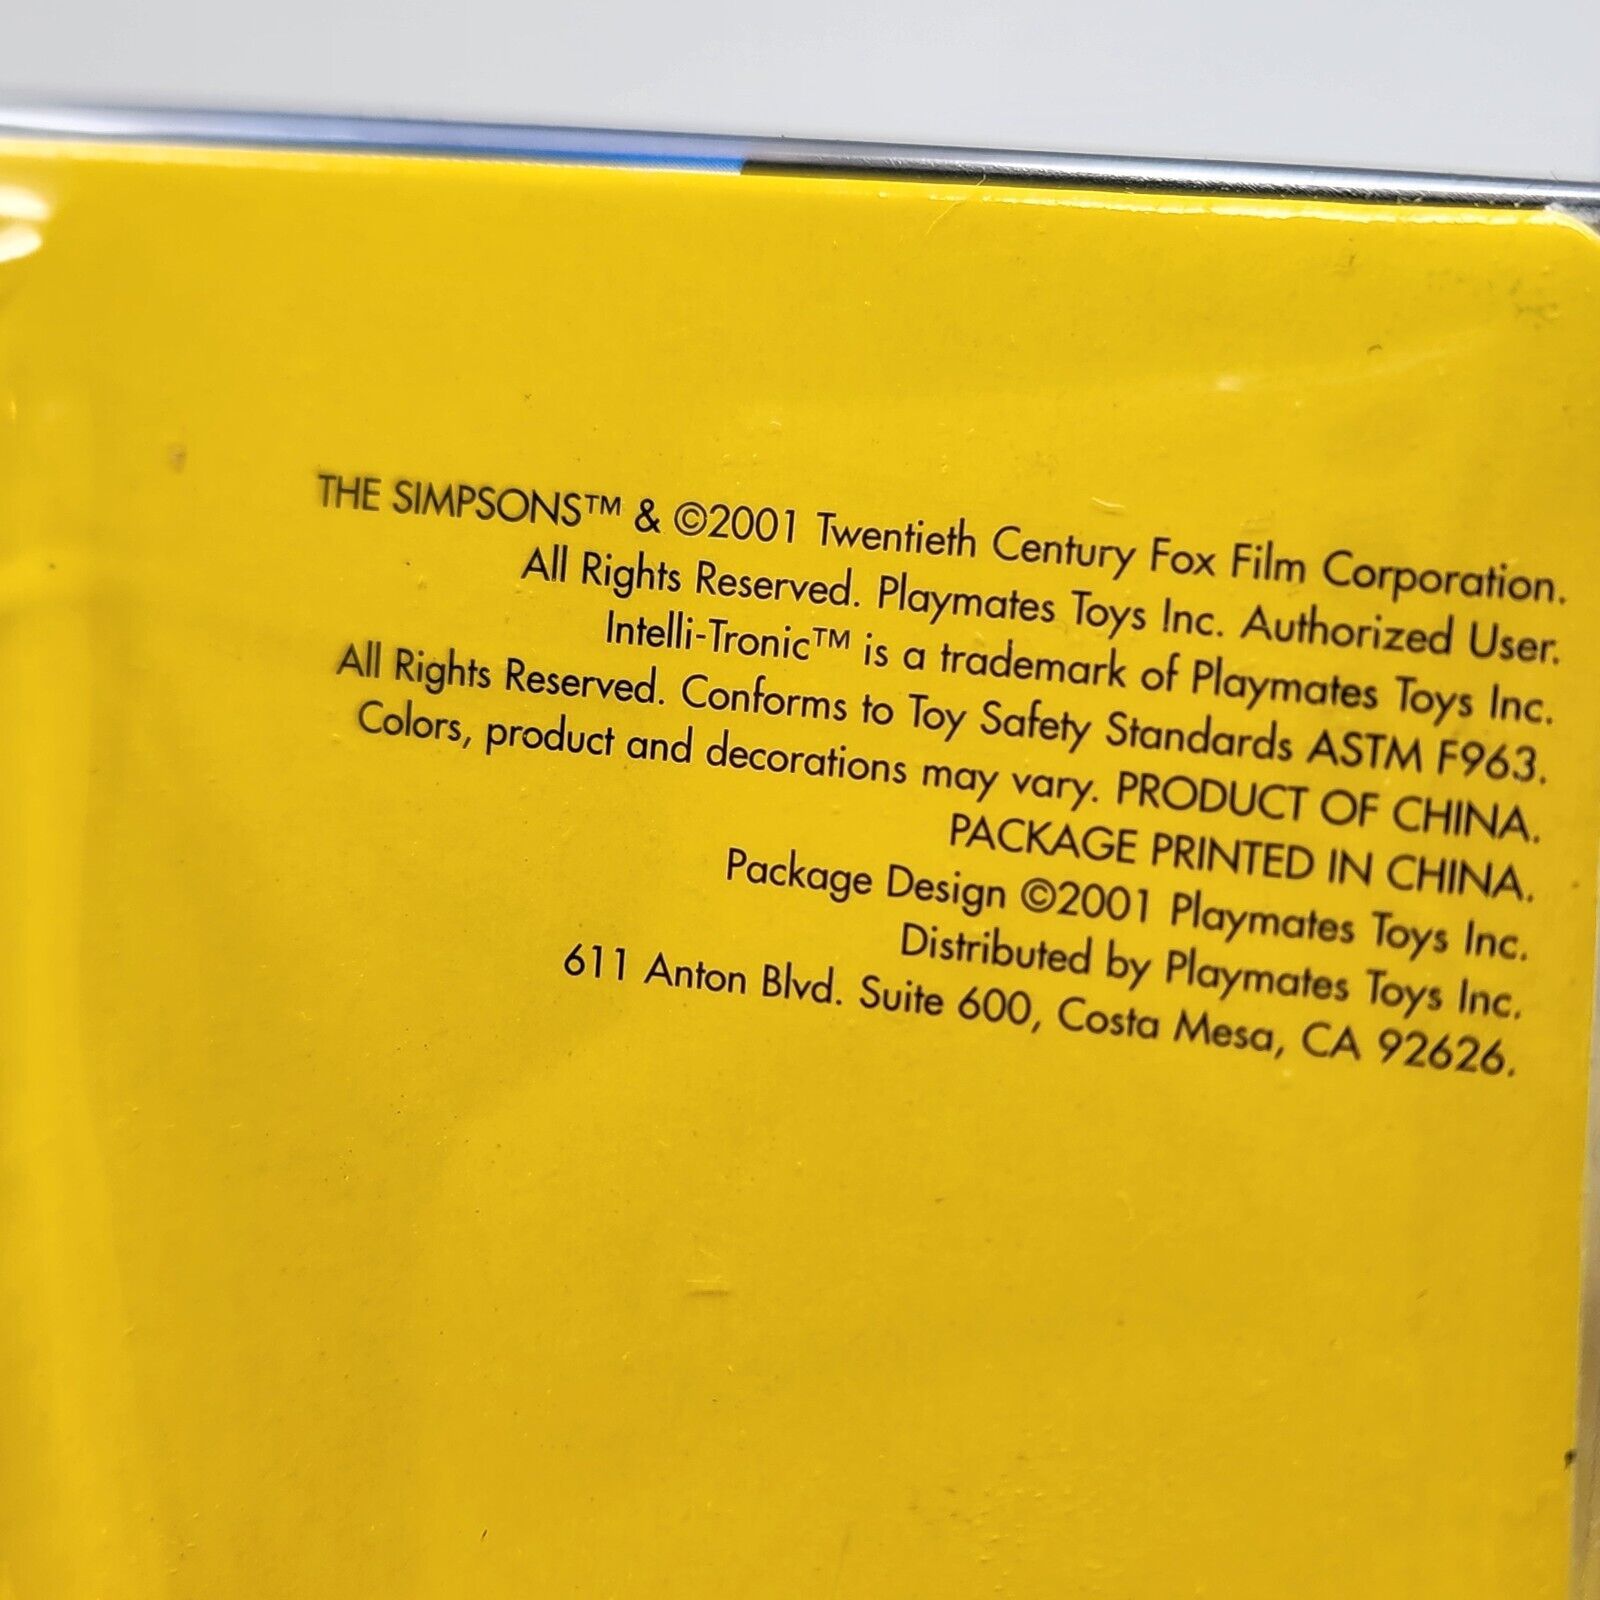 THE SIMPSONS™ & ©2001 Twentieth Century Fox Film Corporation.
All Rights Reserved. Playmates Toys Inc. Authorized User.
Intelli-Tronic™ is a trademark of Playmates Toys Inc.
All Rights Reserved. Conforms to Toy Safety Standards ASTM F963.
Colors, product and decorations may vary. PRODUCT OF CHINA.
PACKAGE PRINTED IN CHINA.
Package Design ©2001 Playmates Toys Inc.
Distributed by Playmates Toys Inc.
611 Anton Blvd. Suite 600, Costa Mesa, CA 92626.